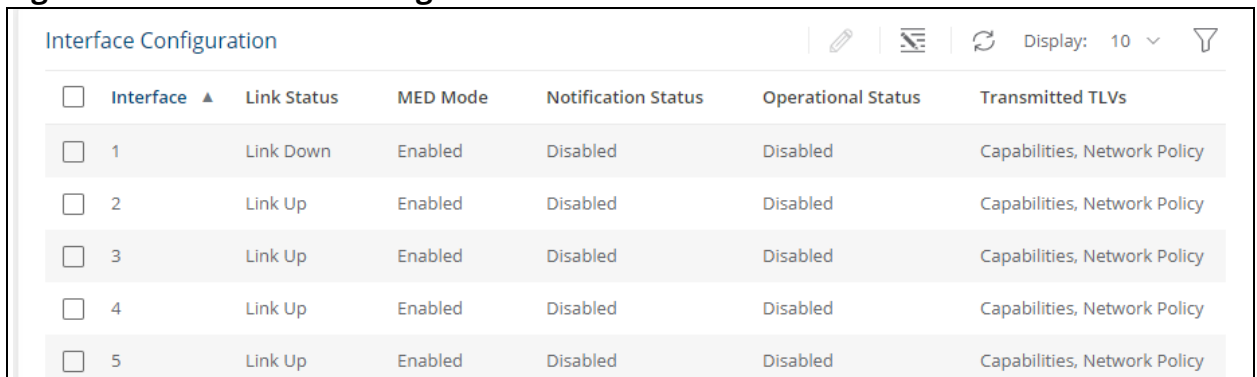 Interface Configuration Display: 10
Interface ▲ Link Status MED Mode Notification Status Operational Status Transmitted TLVs
1 Link Down Enabled Disabled Disabled Capabilities, Network Policy
2 Link Up Enabled Disabled Disabled Capabilities, Network Policy
3 Link Up Enabled Disabled Disabled Capabilities, Network Policy
4 Link Up Enabled Disabled Disabled Capabilities, Network Policy
5 Link Up Enabled Disabled Disabled Capabilities, Network Policy